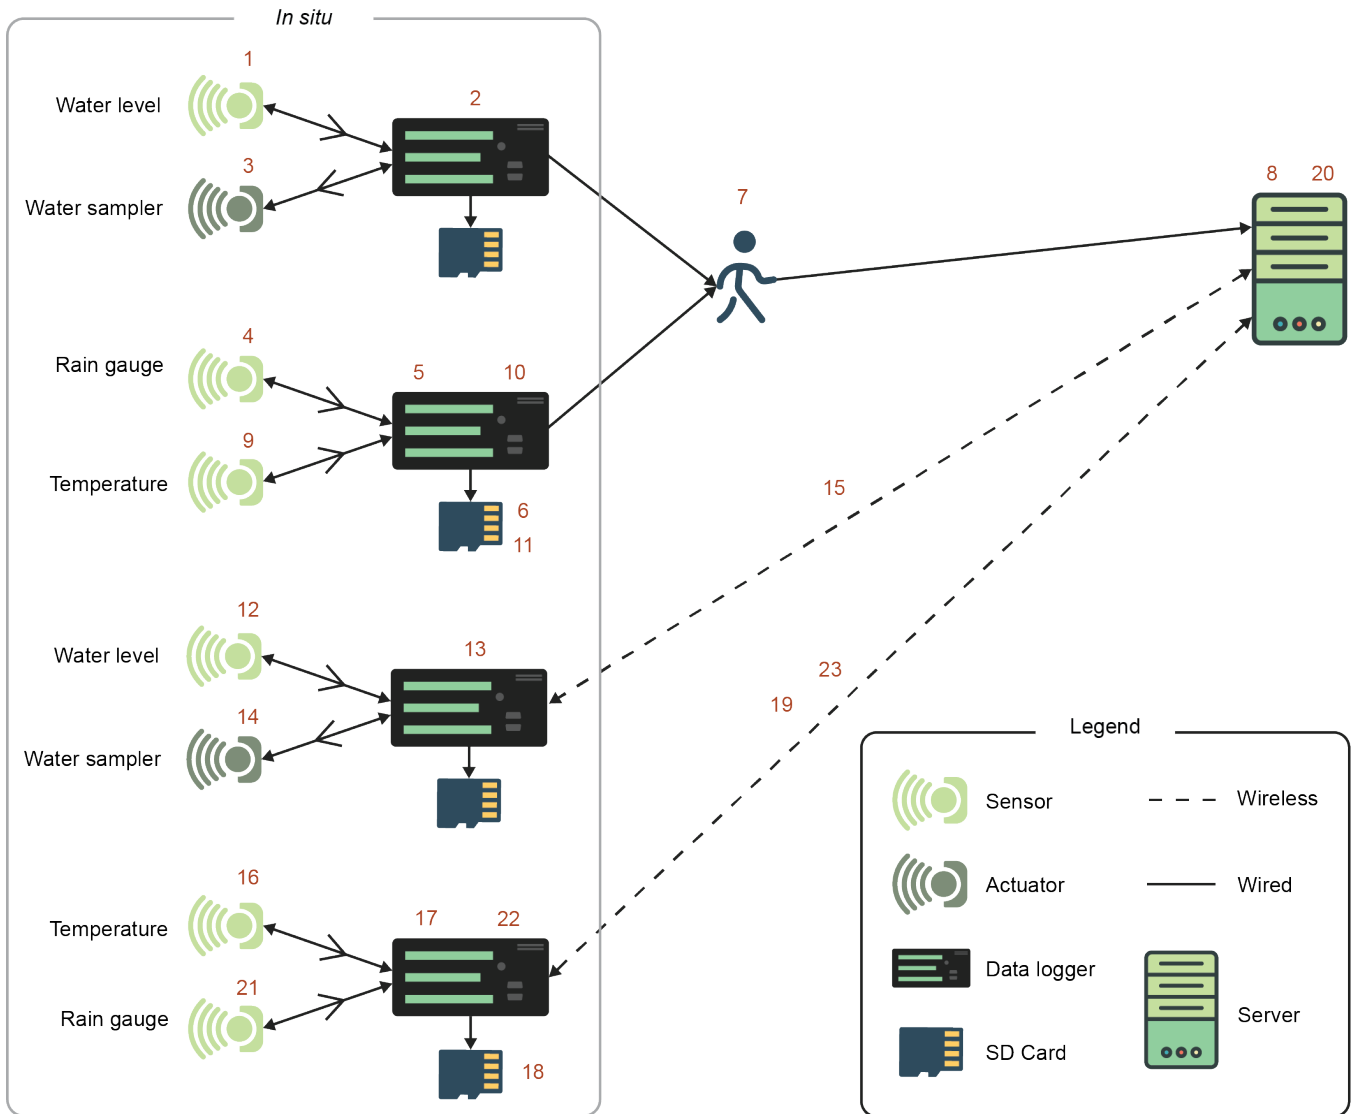 In situ
1
Water level
2
3
Water sampler
7
8 20
4
Rain gauge
5 10
9
Temperature
6
11
15
12
Water level
13
14
Water sampler
23
19
16
Temperature
17 22
21
Rain gauge
18
Legend
Sensor
Wireless
Actuator
Wired
Data logger
Server
SD Card